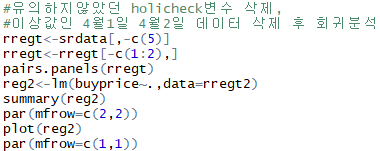 #유의하지않았던 holicheck변수 삭제,
#이상값인 4월1일 4월2일 데이터 삭제 후 회귀분석
rregt<-srdata[,-c(5)]
rregt<-rregt[-c(1:2),]
pairs.panels(rregt)
reg2<-lm(buyprice~.,data=rregt2)
summary(reg2)
par(mfrow=c(2,2))
plot(reg2)
par(mfrow=c(1,1))